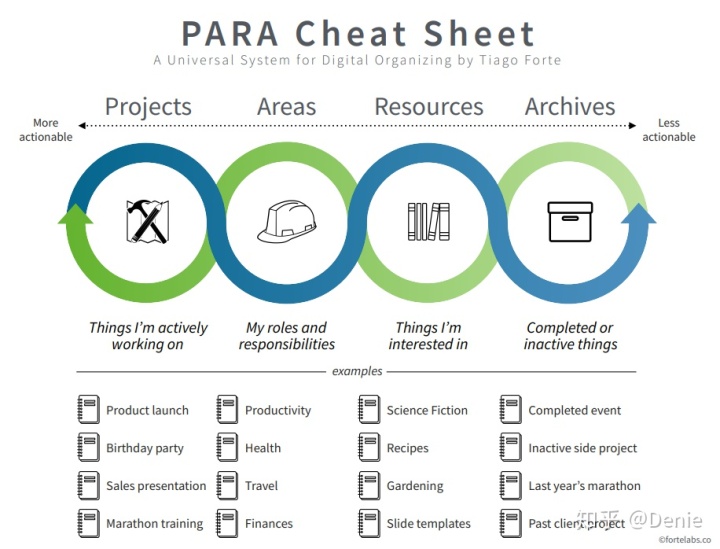 PARA Cheat Sheet
A Universal System for Digital Organizing by Tiago Forte
Projects
Areas
Resources
Archives
More
actionable
Less
actionable
Things I'm actively
working on
My roles and
responsibilities
Things I'm
interested in
Completed or
inactive things
examples
Product launch
Productivity
Science Fiction
Completed event
Birthday party
Health
Recipes
Inactive side project
Sales presentation
Travel
Gardening
Last year's marathon
Marathon training
Finances
Slide templates
Past client project
知乎 @Denie
©fortelabs.co